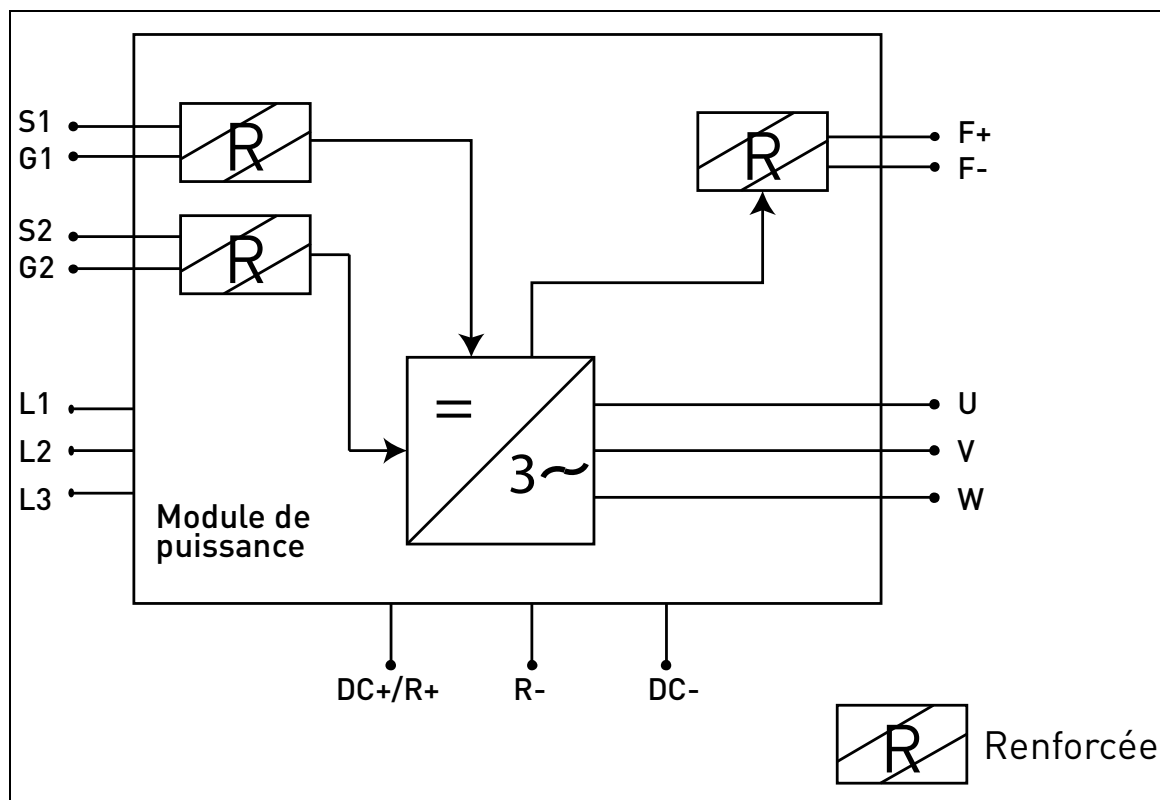 S1
G1
S2
G2
L1
L2
L3
R
R
R
F+
F-
=
3~
U
V
W
Module de
puissance
DC+/R+
R-
DC-
R
Renforcée